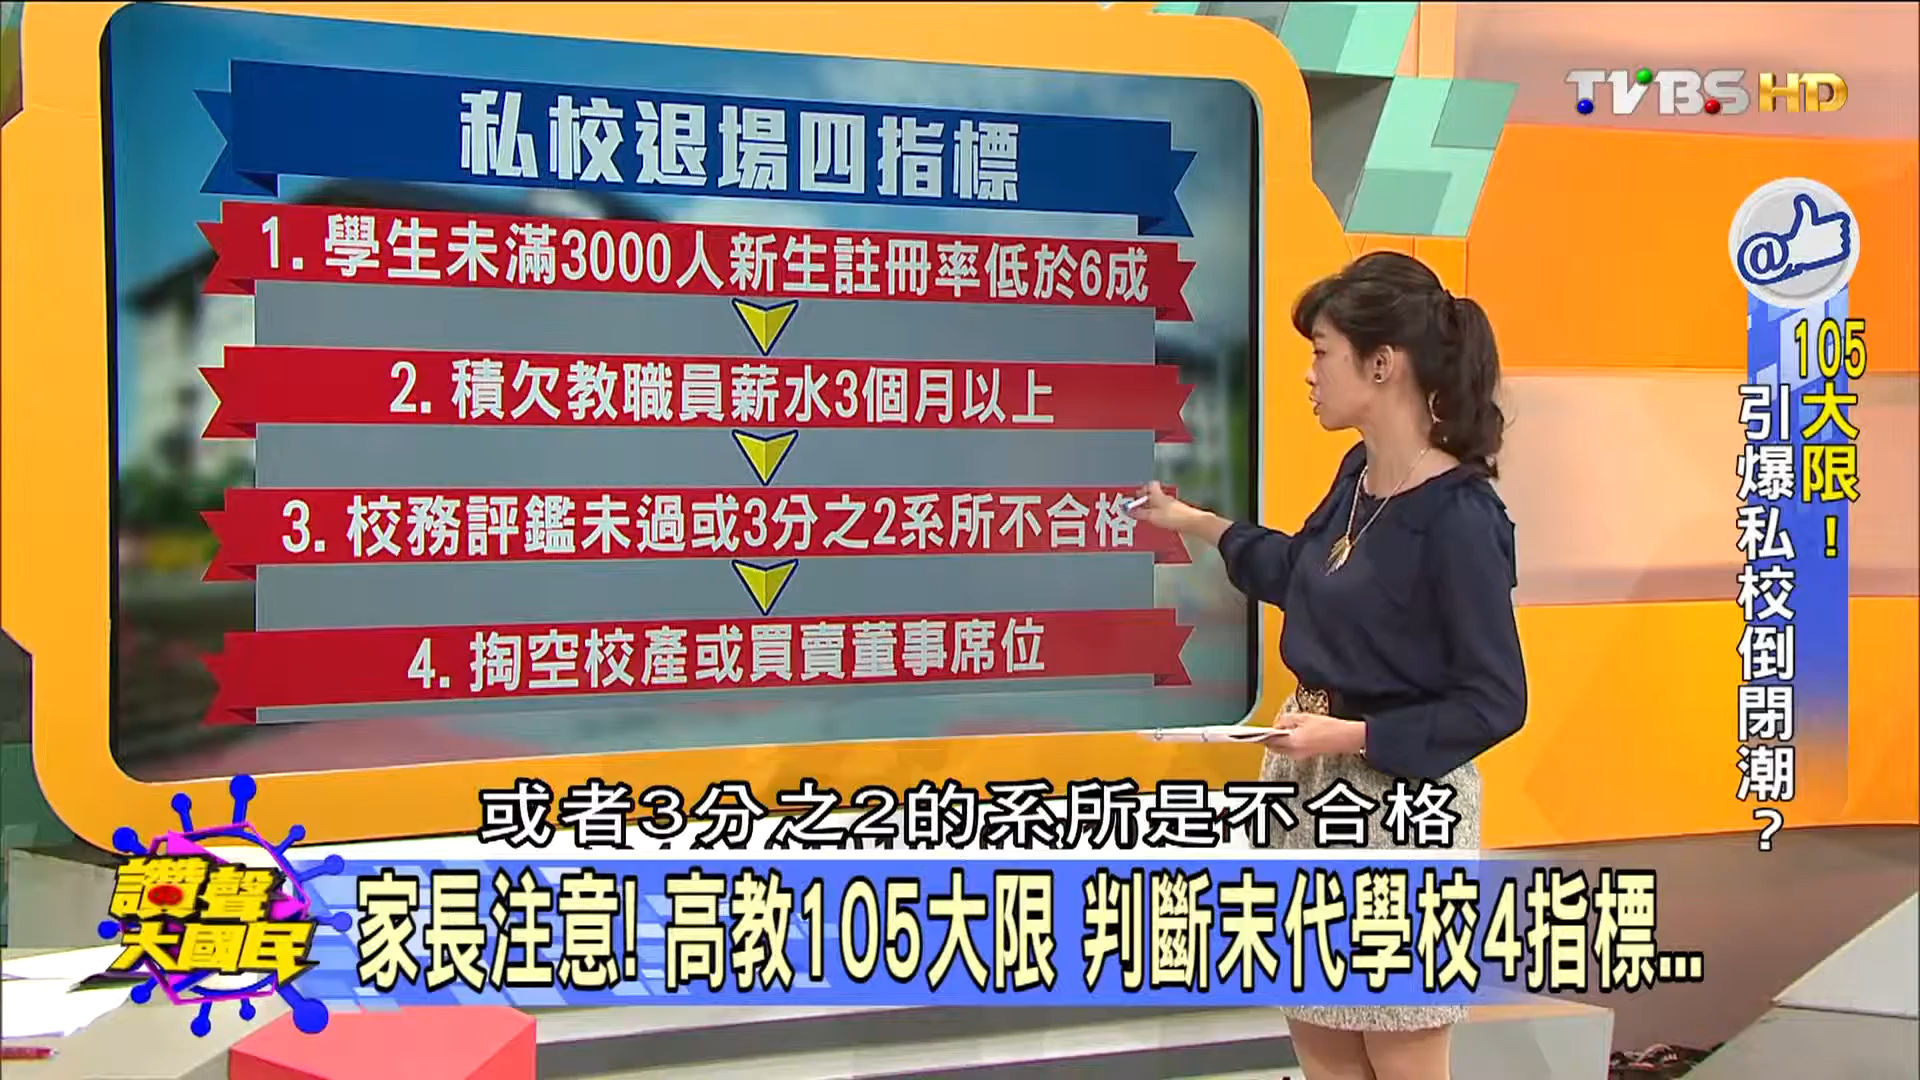 TVBS HD
私校退場四指標
1. 學生未滿3000人新生註冊率低於6成
2. 積欠教職員薪水3個月以上
3. 校務評鑑未過或3分之2系所不合格
4. 掏空校產或買賣董事席位
@
105大限！
引爆私校倒閉潮？
或者3分之2的系所是不合格
讚聲
大國民
家長注意! 高教105大限 判斷末代學校4指標...